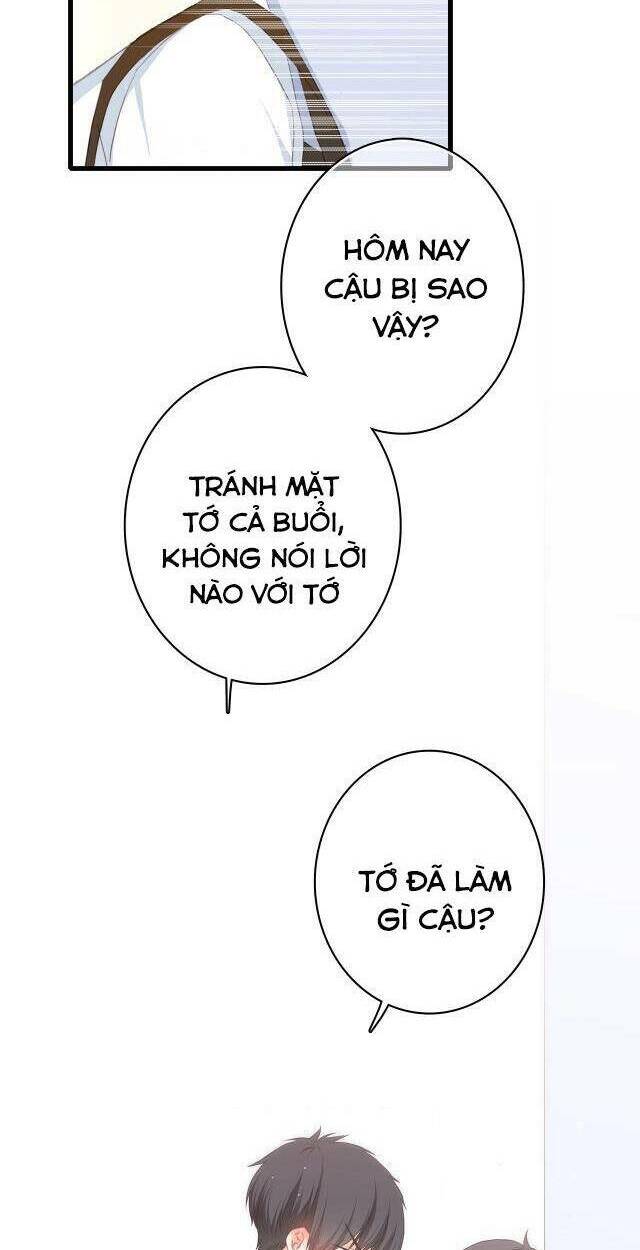 HÔM NAY
CẬU BỊ SAO
VẬY?
TRÁNH MẶT
TỚ CẢ BUỔI,
KHÔNG NÓI LỜI
NÀO VỚI TỚ
TỚ ĐÃ LÀM
GÌ CẬU?